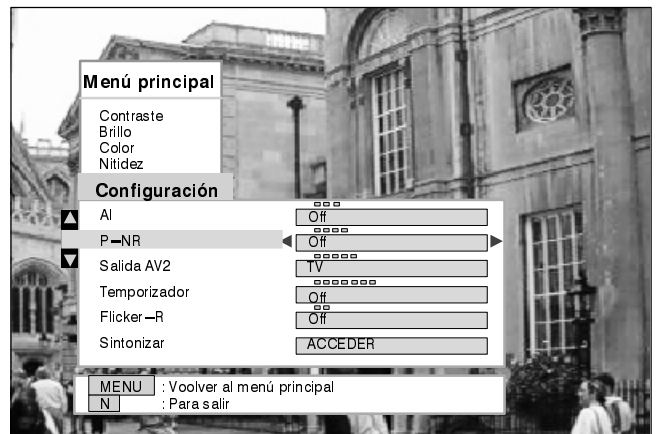 Menú principal
Contraste
Brillo
Color
Nitidez
Configuración
AI Off
P–NR Off
Salida AV2 TV
Temporizador Off
Flicker–R Off
Sintonizar ACCEDER
MENU : Voolver al menú principal
N : Para salir